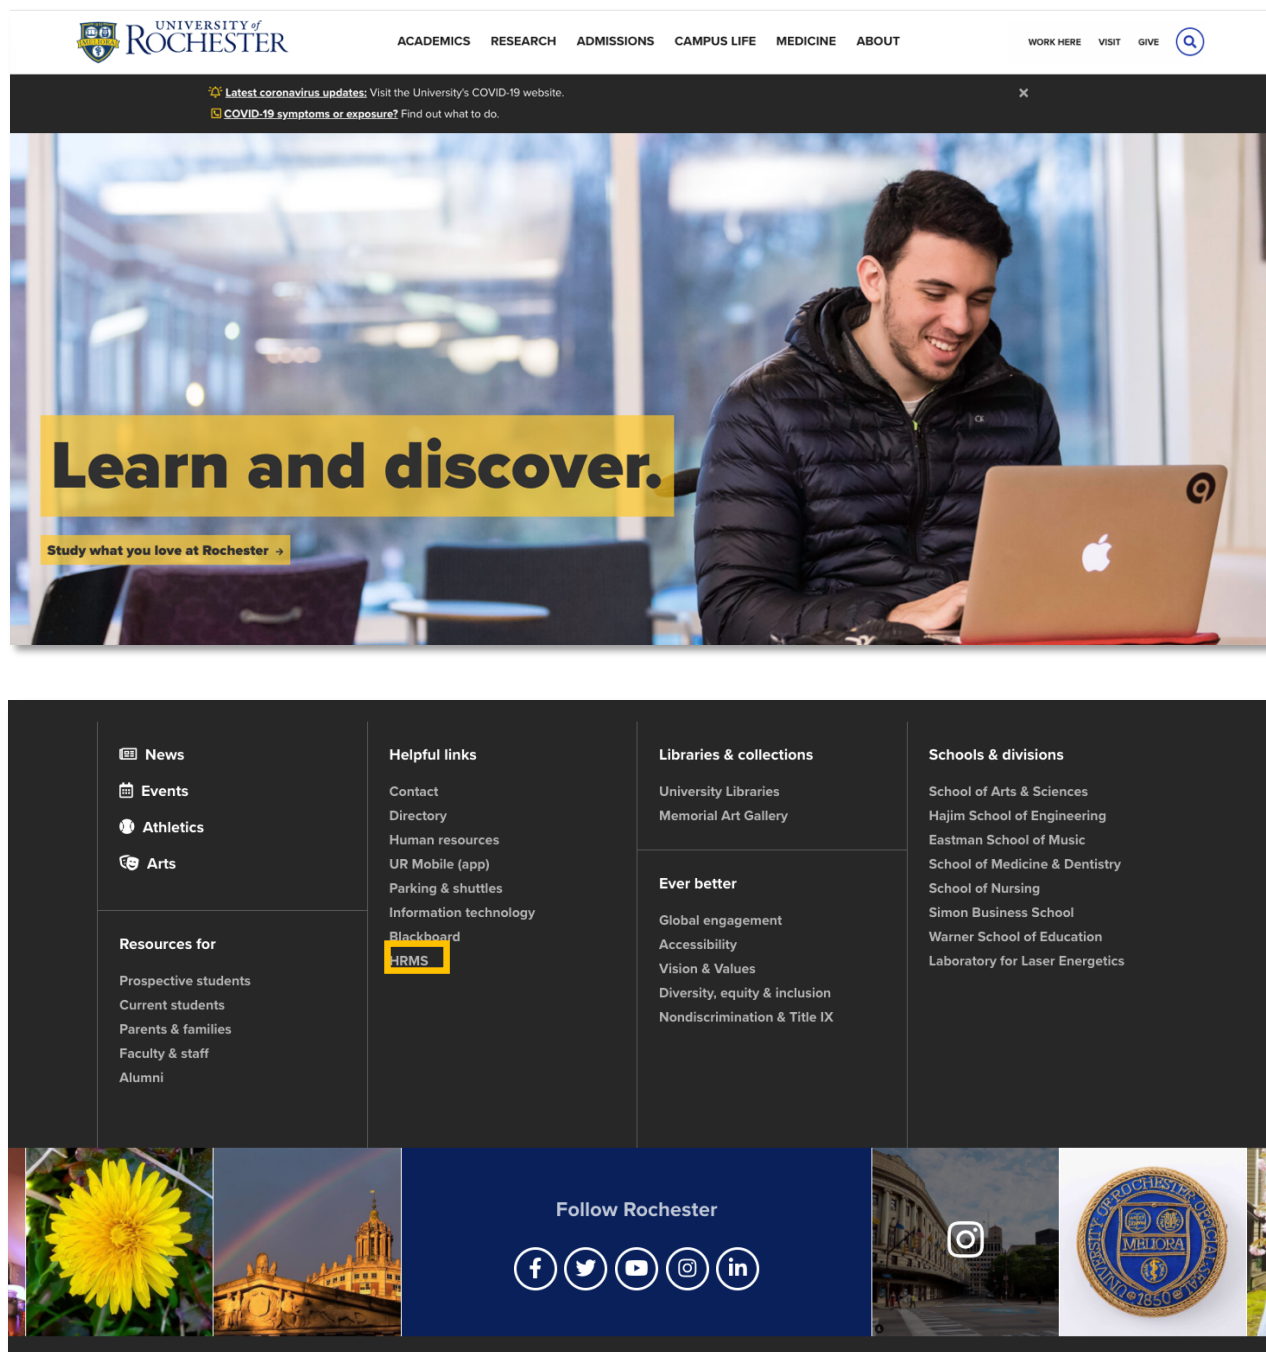 UNIVERSITY of
ROCHESTER
MELIORA
ACADEMICS RESEARCH ADMISSIONS CAMPUS LIFE MEDICINE ABOUT
WORK HERE VISIT GIVE
Latest coronavirus updates: Visit the University's COVID-19 website.
COVID-19 symptoms or exposure? Find out what to do.
Learn and discover.
Study what you love at Rochester →
News
Events
Athletics
Arts
Resources for
Prospective students
Current students
Parents & families
Faculty & staff
Alumni
Helpful links
Contact
Directory
Human resources
UR Mobile (app)
Parking & shuttles
Information technology
Blackboard
HRMS
Libraries & collections
University Libraries
Memorial Art Gallery
Ever better
Global engagement
Accessibility
Vision & Values
Diversity, equity & inclusion
Nondiscrimination & Title IX
Schools & divisions
School of Arts & Sciences
Hajim School of Engineering
Eastman School of Music
School of Medicine & Dentistry
School of Nursing
Simon Business School
Warner School of Education
Laboratory for Laser Energetics
Follow Rochester
UNIVERSITY OF ROCHESTER OFFICIAL SEAL
MELIORA
1850